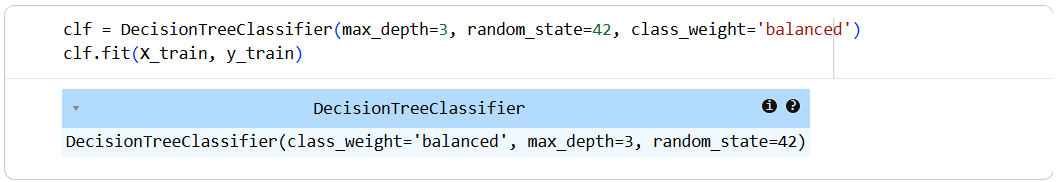 clf = DecisionTreeClassifier(max_depth=3, random_state=42, class_weight='balanced')
clf.fit(X_train, y_train)
DecisionTreeClassifier i ?
DecisionTreeClassifier(class_weight='balanced', max_depth=3, random_state=42)